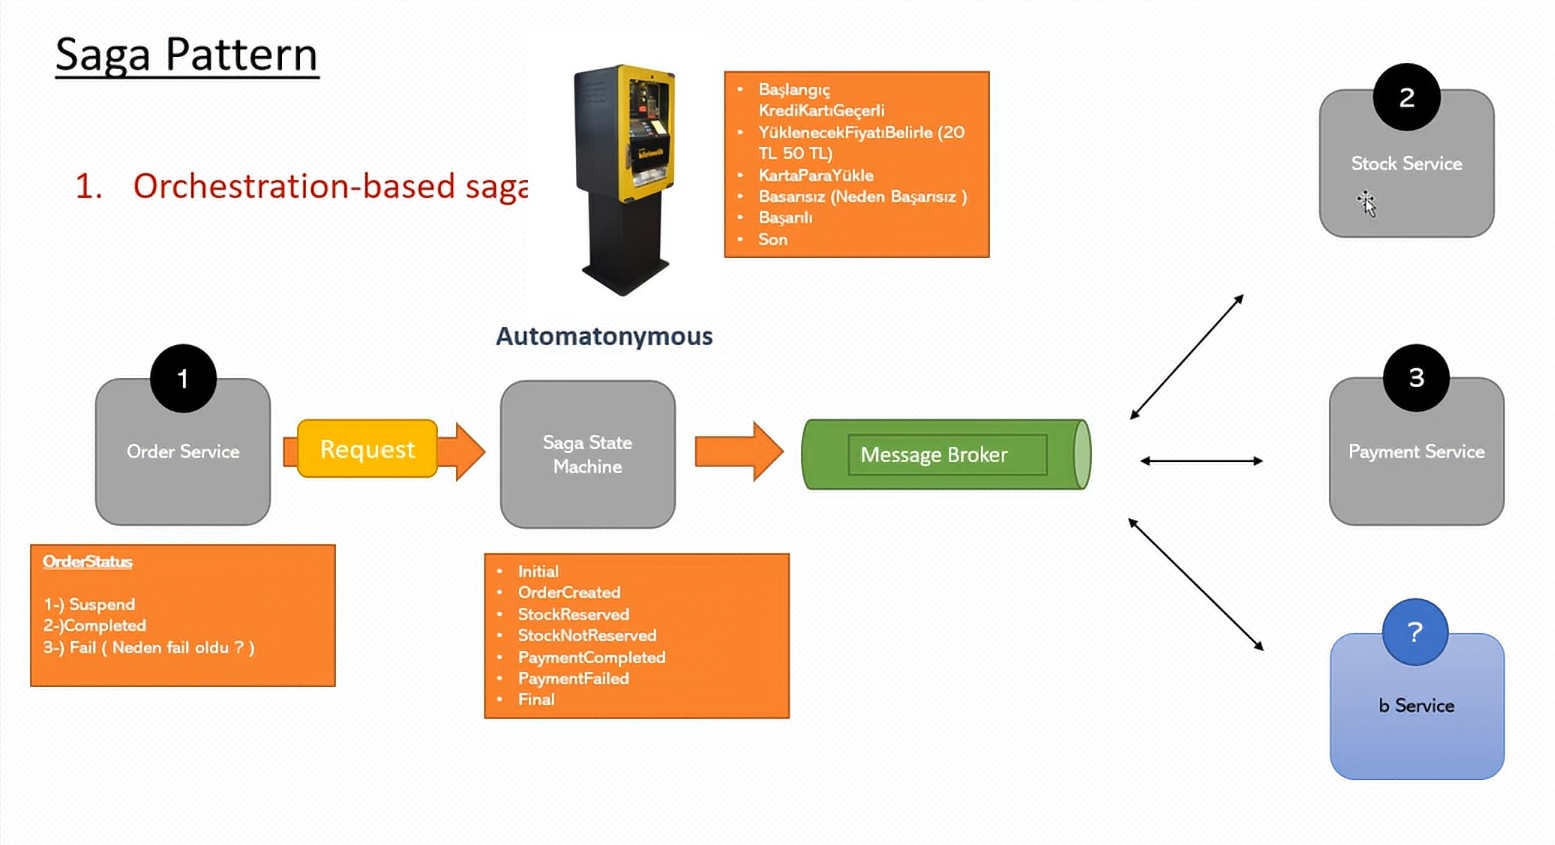 Saga Pattern
1. Orchestration-based saga
• Başlangıç
KrediKartıGeçerli
• YüklenecekFiyatıBelirle (20
TL 50 TL)
• KartaParaYükle
• Basarısız (Neden Başarısız )
• Başarılı
• Son
2
Stock Service
Automatonymous
1
Order Service
Request
Saga State
Machine
Message Broker
3
Payment Service
OrderStatus
1-) Suspend
2-)Completed
3-) Fail ( Neden fail oldu ? )
• Initial
• OrderCreated
• StockReserved
• StockNotReserved
• PaymentCompleted
• PaymentFailed
• Final
?
b Service